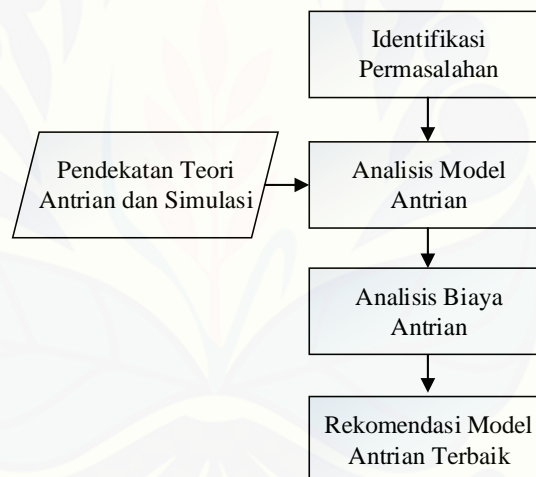 Identifikasi
Permasalahan
Pendekatan Teori
Antrian dan Simulasi
Analisis Model
Antrian
Analisis Biaya
Antrian
Rekomendasi Model
Antrian Terbaik